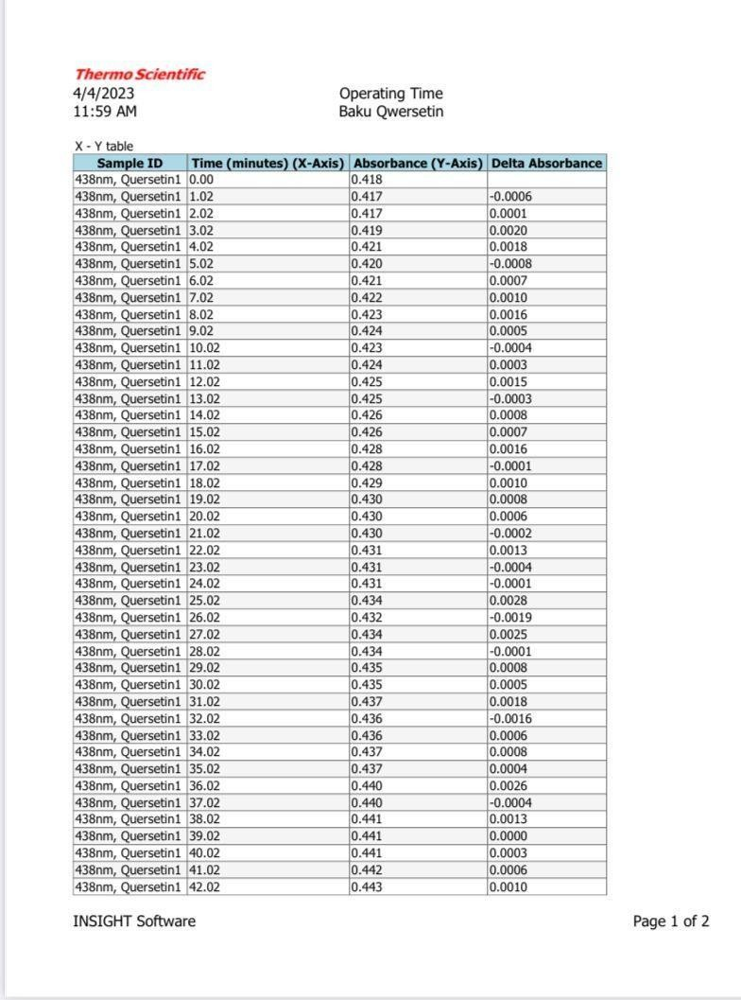 Thermo Scientific
4/4/2023 Operating Time
11:59 AM Baku Qwersetin
X - Y table
Sample ID Time (minutes) (X-Axis) Absorbance (Y-Axis) Delta Absorbance
438nm, Quersetin1 0.00 0.418
438nm, Quersetin1 1.02 0.417 -0.0006
438nm, Quersetin1 2.02 0.417 0.0001
438nm, Quersetin1 3.02 0.419 0.0020
438nm, Quersetin1 4.02 0.421 0.0018
438nm, Quersetin1 5.02 0.420 -0.0008
438nm, Quersetin1 6.02 0.421 0.0007
438nm, Quersetin1 7.02 0.422 0.0010
438nm, Quersetin1 8.02 0.423 0.0016
438nm, Quersetin1 9.02 0.424 0.0005
438nm, Quersetin1 10.02 0.423 -0.0004
438nm, Quersetin1 11.02 0.424 0.0003
438nm, Quersetin1 12.02 0.425 0.0015
438nm, Quersetin1 13.02 0.425 -0.0003
438nm, Quersetin1 14.02 0.426 0.0008
438nm, Quersetin1 15.02 0.426 0.0007
438nm, Quersetin1 16.02 0.428 0.0016
438nm, Quersetin1 17.02 0.428 -0.0001
438nm, Quersetin1 18.02 0.429 0.0010
438nm, Quersetin1 19.02 0.430 0.0008
438nm, Quersetin1 20.02 0.430 0.0006
438nm, Quersetin1 21.02 0.430 -0.0002
438nm, Quersetin1 22.02 0.431 0.0013
438nm, Quersetin1 23.02 0.431 -0.0004
438nm, Quersetin1 24.02 0.431 -0.0001
438nm, Quersetin1 25.02 0.434 0.0028
438nm, Quersetin1 26.02 0.432 -0.0019
438nm, Quersetin1 27.02 0.434 0.0025
438nm, Quersetin1 28.02 0.434 -0.0001
438nm, Quersetin1 29.02 0.435 0.0008
438nm, Quersetin1 30.02 0.435 0.0005
438nm, Quersetin1 31.02 0.437 0.0018
438nm, Quersetin1 32.02 0.436 -0.0016
438nm, Quersetin1 33.02 0.436 0.0006
438nm, Quersetin1 34.02 0.437 0.0008
438nm, Quersetin1 35.02 0.437 0.0004
438nm, Quersetin1 36.02 0.440 0.0026
438nm, Quersetin1 37.02 0.440 -0.0004
438nm, Quersetin1 38.02 0.441 0.0013
438nm, Quersetin1 39.02 0.441 0.0000
438nm, Quersetin1 40.02 0.441 0.0003
438nm, Quersetin1 41.02 0.442 0.0006
438nm, Quersetin1 42.02 0.443 0.0010
INSIGHT Software Page 1 of 2